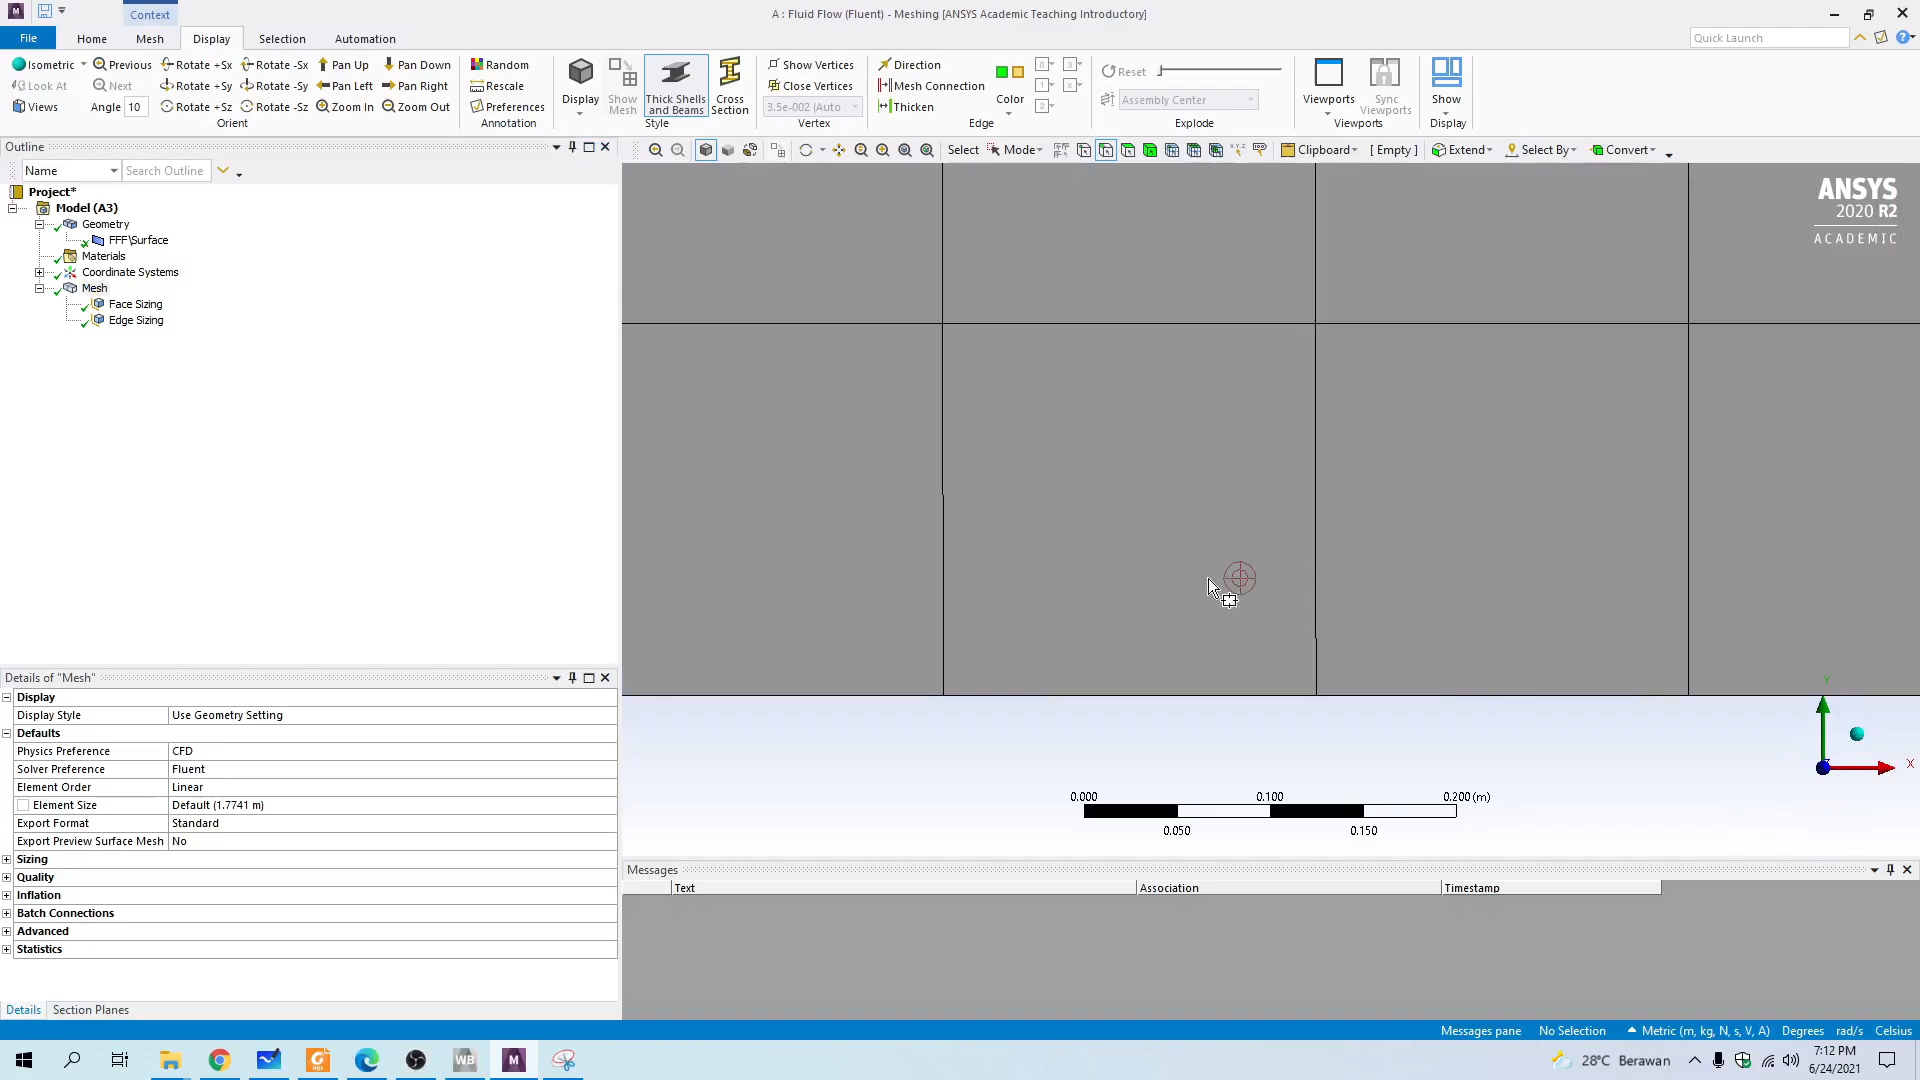 Context
A : Fluid Flow (Fluent) - Meshing [ANSYS Academic Teaching Introductory]
File
Home
Mesh
Display
Selection
Automation
Quick Launch
Isometric
Previous
Rotate +Sx
Rotate -Sx
Pan Up
Pan Down
Look At
Next
Rotate +Sy
Rotate -Sy
Pan Left
Pan Right
Views
Angle 10
Rotate +Sz
Rotate -Sz
Zoom In
Zoom Out
Orient
Random
Rescale
Preferences
Annotation
Display
Show Mesh
Thick Shells and Beams
Cross Section
Style
Show Vertices
Close Vertices
3.5e-002 (Auto
Vertex
Direction
Mesh Connection
Thicken
Color
Edge
Reset
Assembly Center
Explode
Viewports
Sync Viewports
Viewports
Show
Display
Outline
Name
Search Outline
Select
Mode
Clipboard
[ Empty ]
Extend
Select By
Convert
Project*
Model (A3)
Geometry
FFF\Surface
Materials
Coordinate Systems
Mesh
Face Sizing
Edge Sizing
ANSYS
2020 R2
ACADEMIC
Y
X
0.000
0.100
0.200 (m)
0.050
0.150
Details of "Mesh"
Display
Display Style
Use Geometry Setting
Defaults
Physics Preference
CFD
Solver Preference
Fluent
Element Order
Linear
Element Size
Default (1.7741 m)
Export Format
Standard
Export Preview Surface Mesh
No
Sizing
Quality
Inflation
Batch Connections
Advanced
Statistics
Details
Section Planes
Messages
Text
Association
Timestamp
Messages pane
No Selection
Metric (m, kg, N, s, V, A)
Degrees
rad/s
Celsius
WB
M
28°C Berawan
7:12 PM
6/24/2021